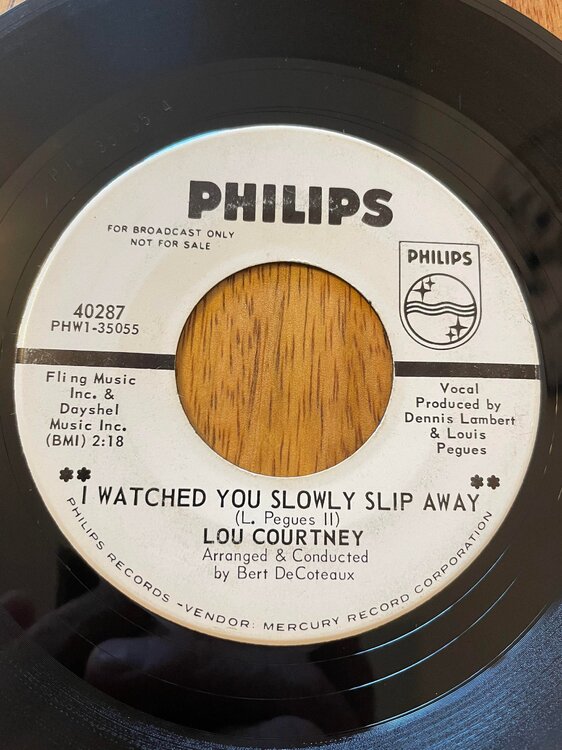 PHILIPS
FOR BROADCAST ONLY
NOT FOR SALE
PHILIPS
40287
PHW1-35055
Fling Music
Inc. &
Dayshel
Music Inc.
(BMI) 2:18
Vocal
Produced by
Dennis Lambert
& Louis
Pegues
** I WATCHED YOU SLOWLY SLIP AWAY **
(L. Pegues II)
LOU COURTNEY
Arranged & Conducted
by Bert DeCoteaux
PHILIPS RECORDS -VENDOR: MERCURY RECORD CORPORATION